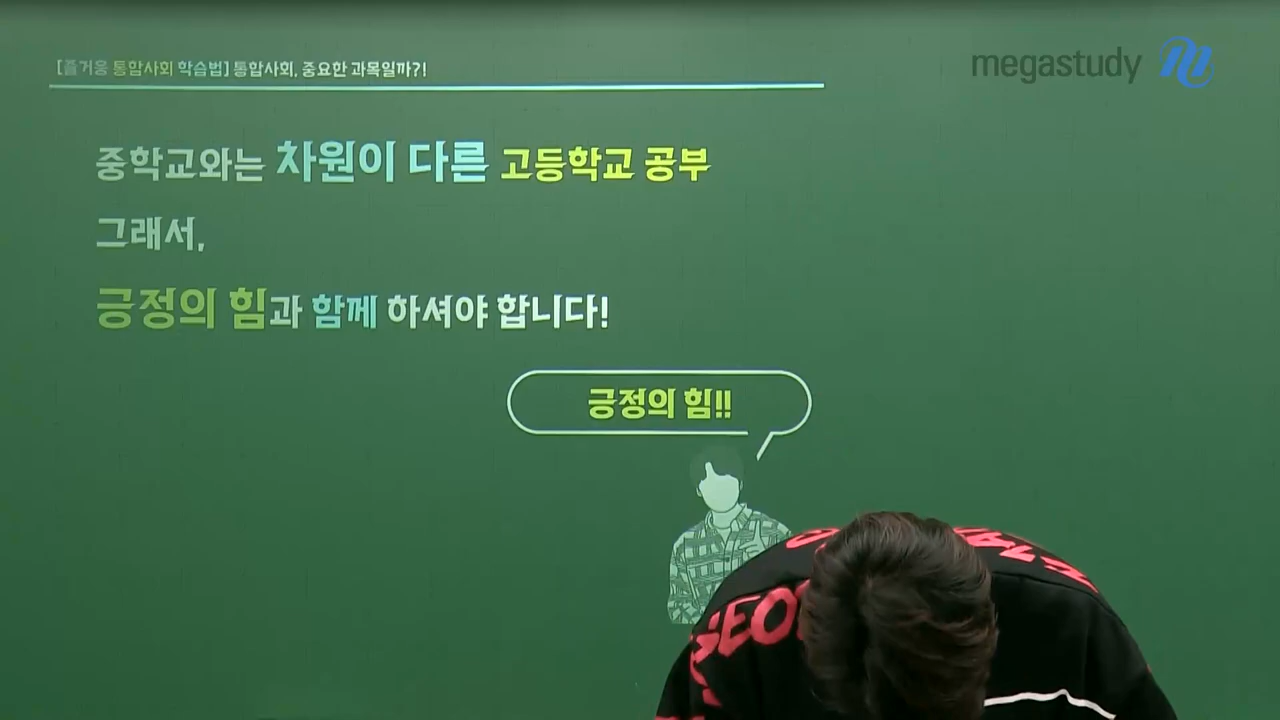 [즐거웅 통합사회 학습법] 통합사회, 중요한 과목일까?!
megastudy
중학교와는 차원이 다른 고등학교 공부
그래서,
긍정의 힘과 함께 하셔야 합니다!
긍정의 힘!!